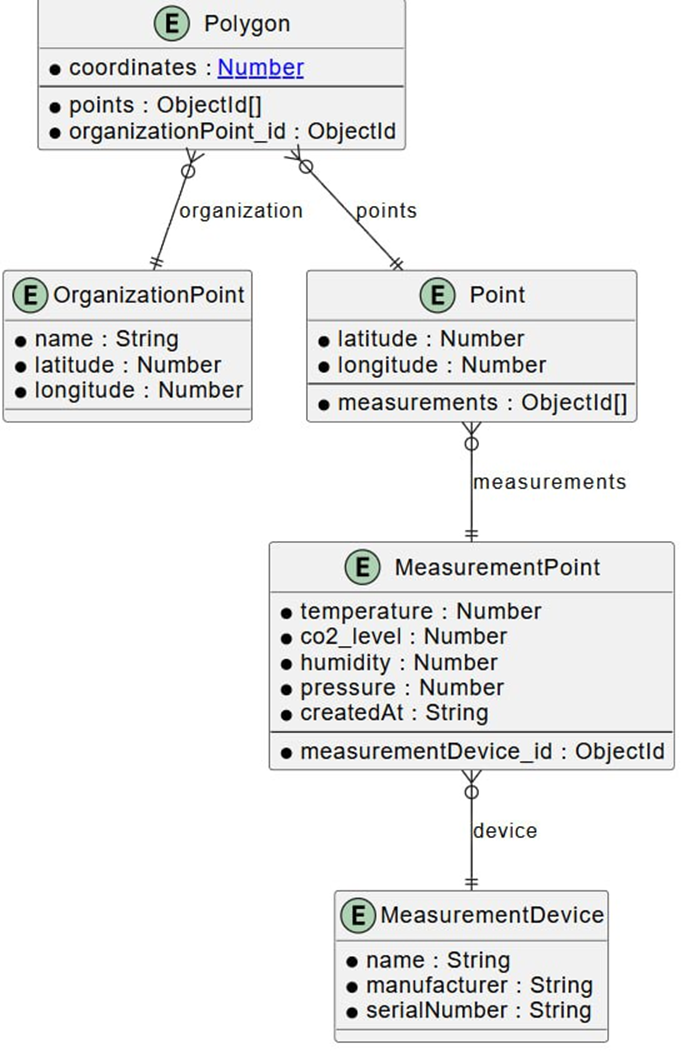 E Polygon
coordinates : Number
points : ObjectId[]
organizationPoint_id : ObjectId
organization
points
E OrganizationPoint
name : String
latitude : Number
longitude : Number
E Point
latitude : Number
longitude : Number
measurements : ObjectId[]
measurements
E MeasurementPoint
temperature : Number
co2_level : Number
humidity : Number
pressure : Number
createdAt : String
measurementDevice_id : ObjectId
device
E MeasurementDevice
name : String
manufacturer : String
serialNumber : String